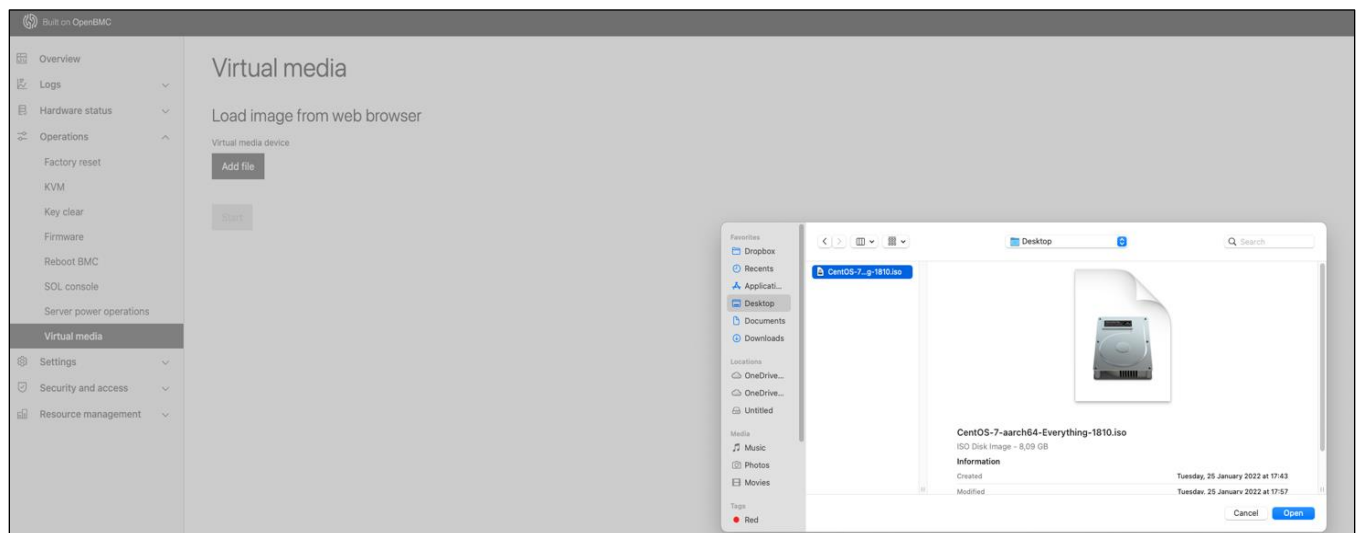 Built on OpenBMC
Overview
Logs
Hardware status
Operations
Factory reset
KVM
Key clear
Firmware
Reboot BMC
SOL console
Server power operations
Virtual media
Settings
Security and access
Resource management
Virtual media
Load image from web browser
Virtual media device
Add file
Start
Favorites
Dropbox
Recents
Applicati...
Desktop
Documents
Downloads
Locations
OneDrive...
OneDrive...
Untitled
Media
Music
Photos
Movies
Tags
Red
Desktop
Search
CentOS-7...g-1810.iso
CentOS-7-aarch64-Everything-1810.iso
ISO Disk Image - 8,09 GB
Information
Created Tuesday, 25 January 2022 at 17:43
Modified Tuesday, 25 January 2022 at 17:57
Cancel Open